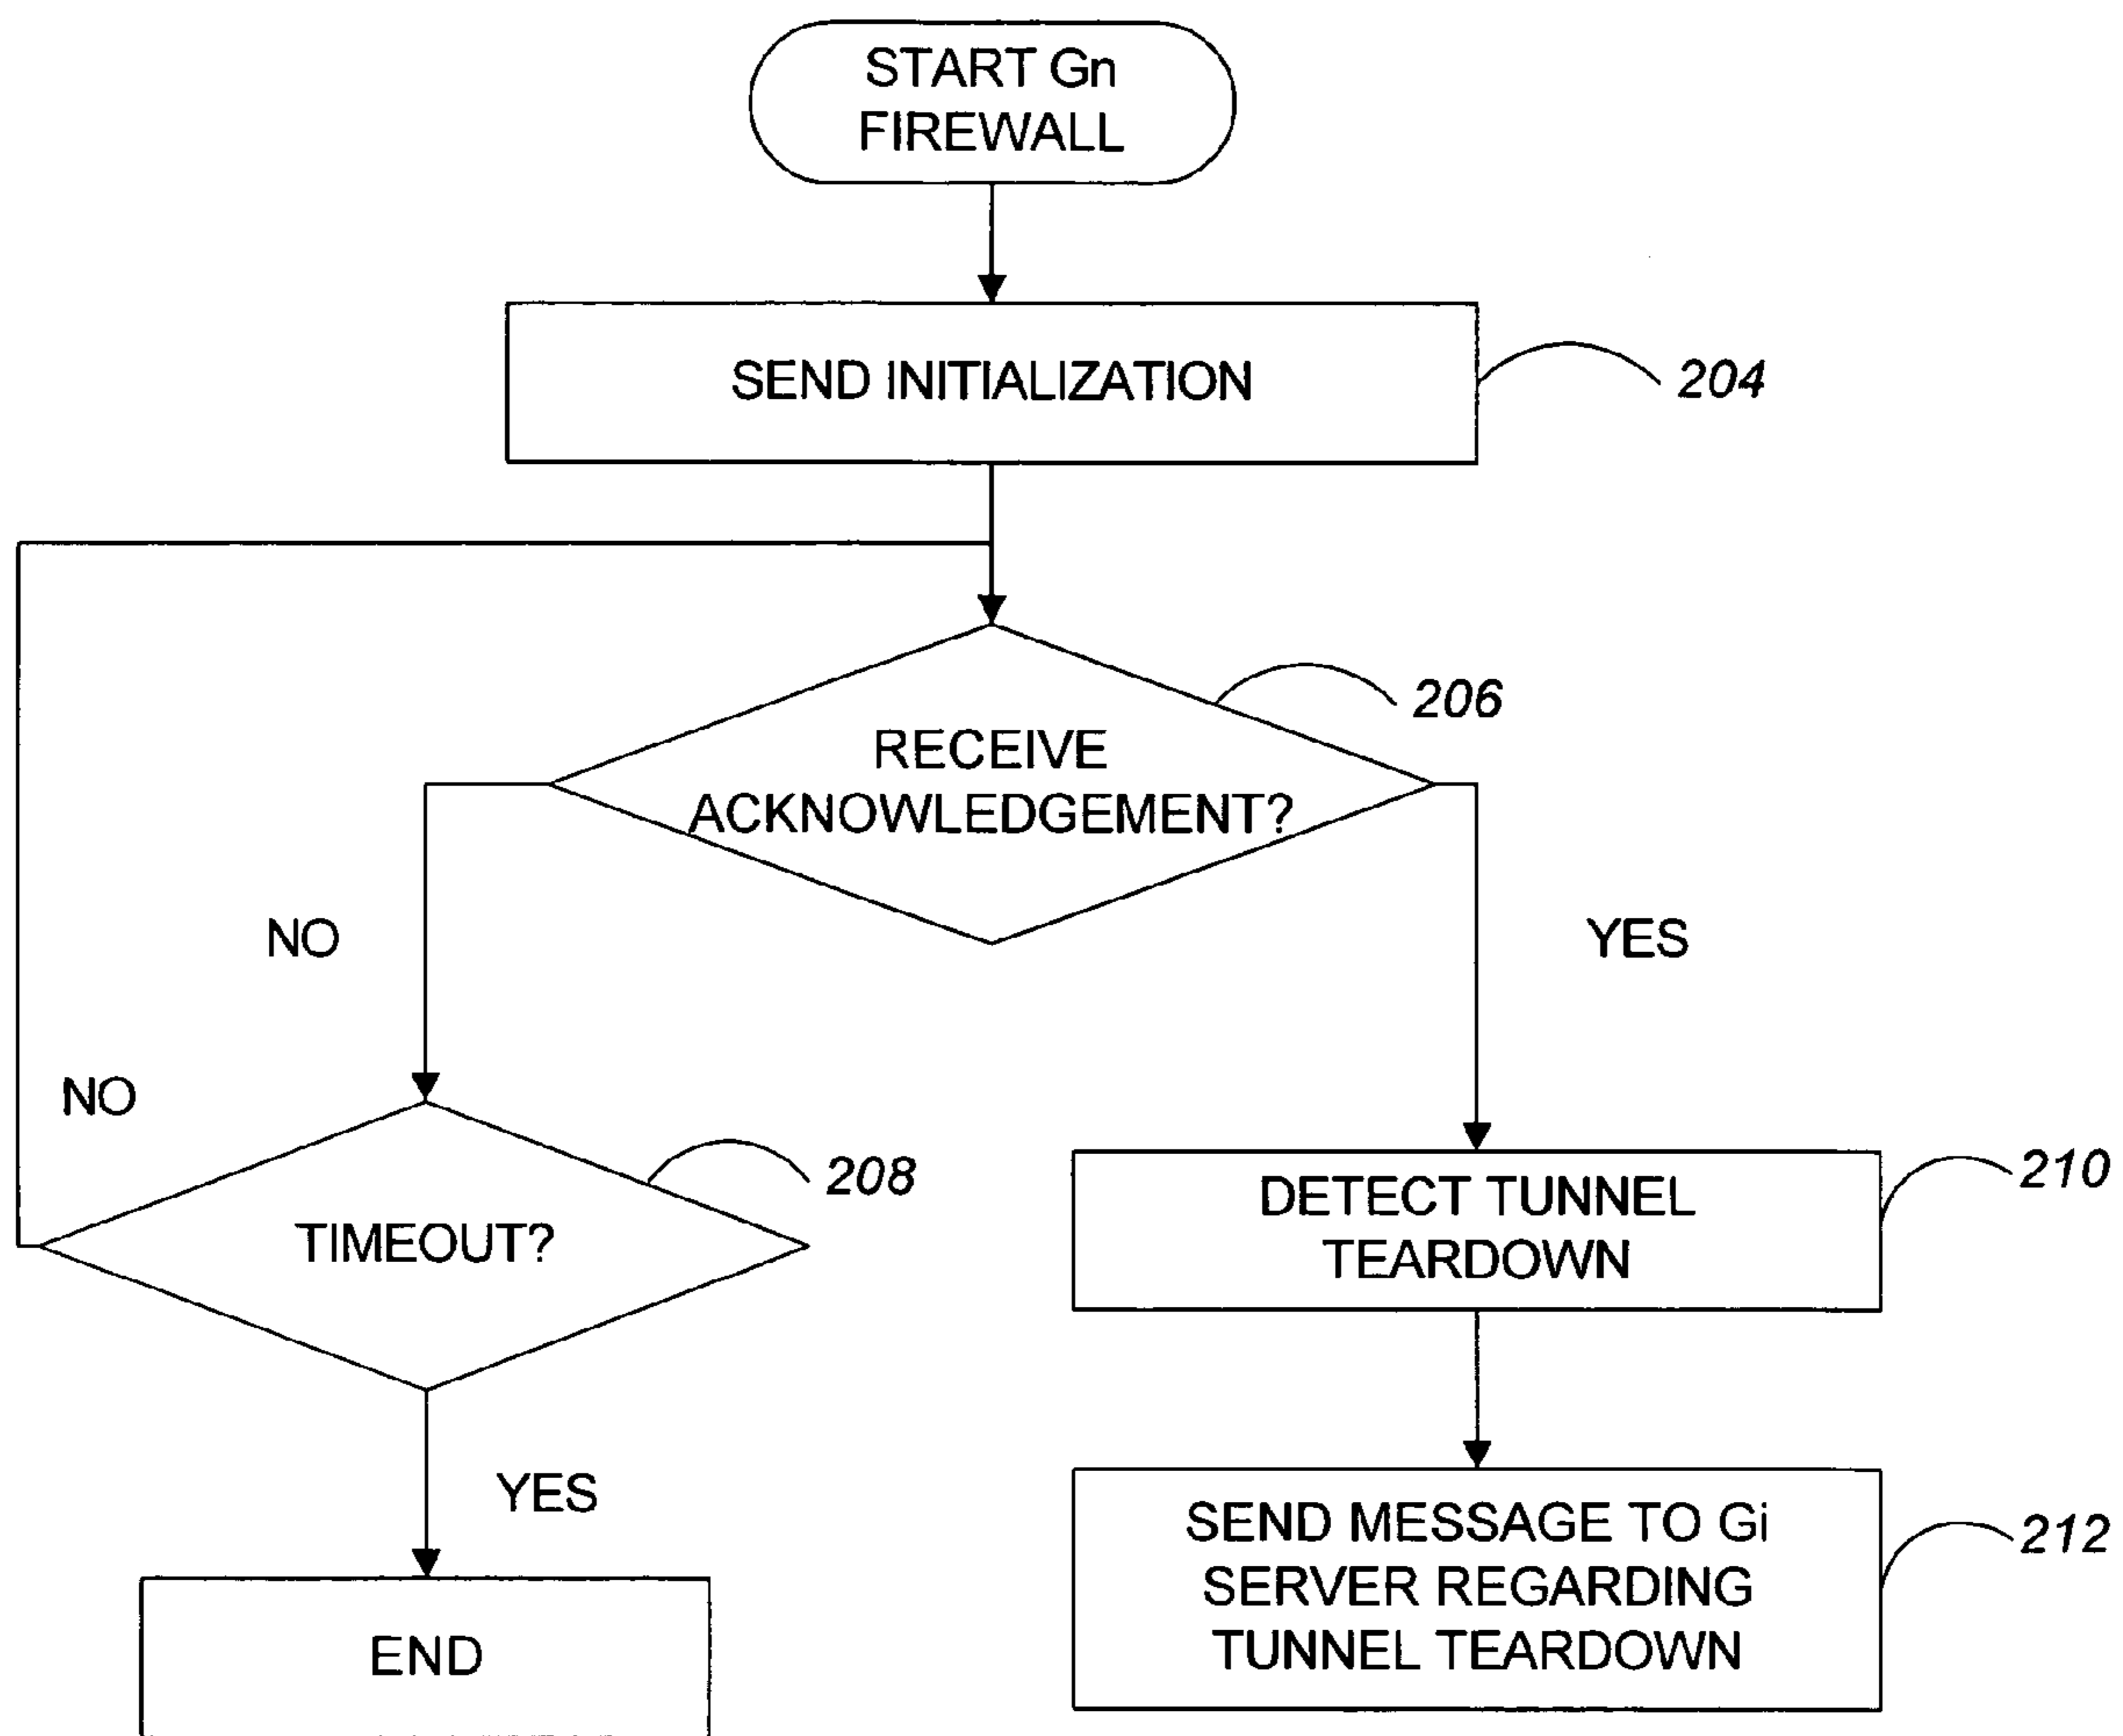 START Gn
FIREWALL
SEND INITIALIZATION
204
206
RECEIVE
ACKNOWLEDGEMENT?
NO
YES
NO
208
TIMEOUT?
210
DETECT TUNNEL
TEARDOWN
YES
212
SEND MESSAGE TO Gi
SERVER REGARDING
TUNNEL TEARDOWN
END